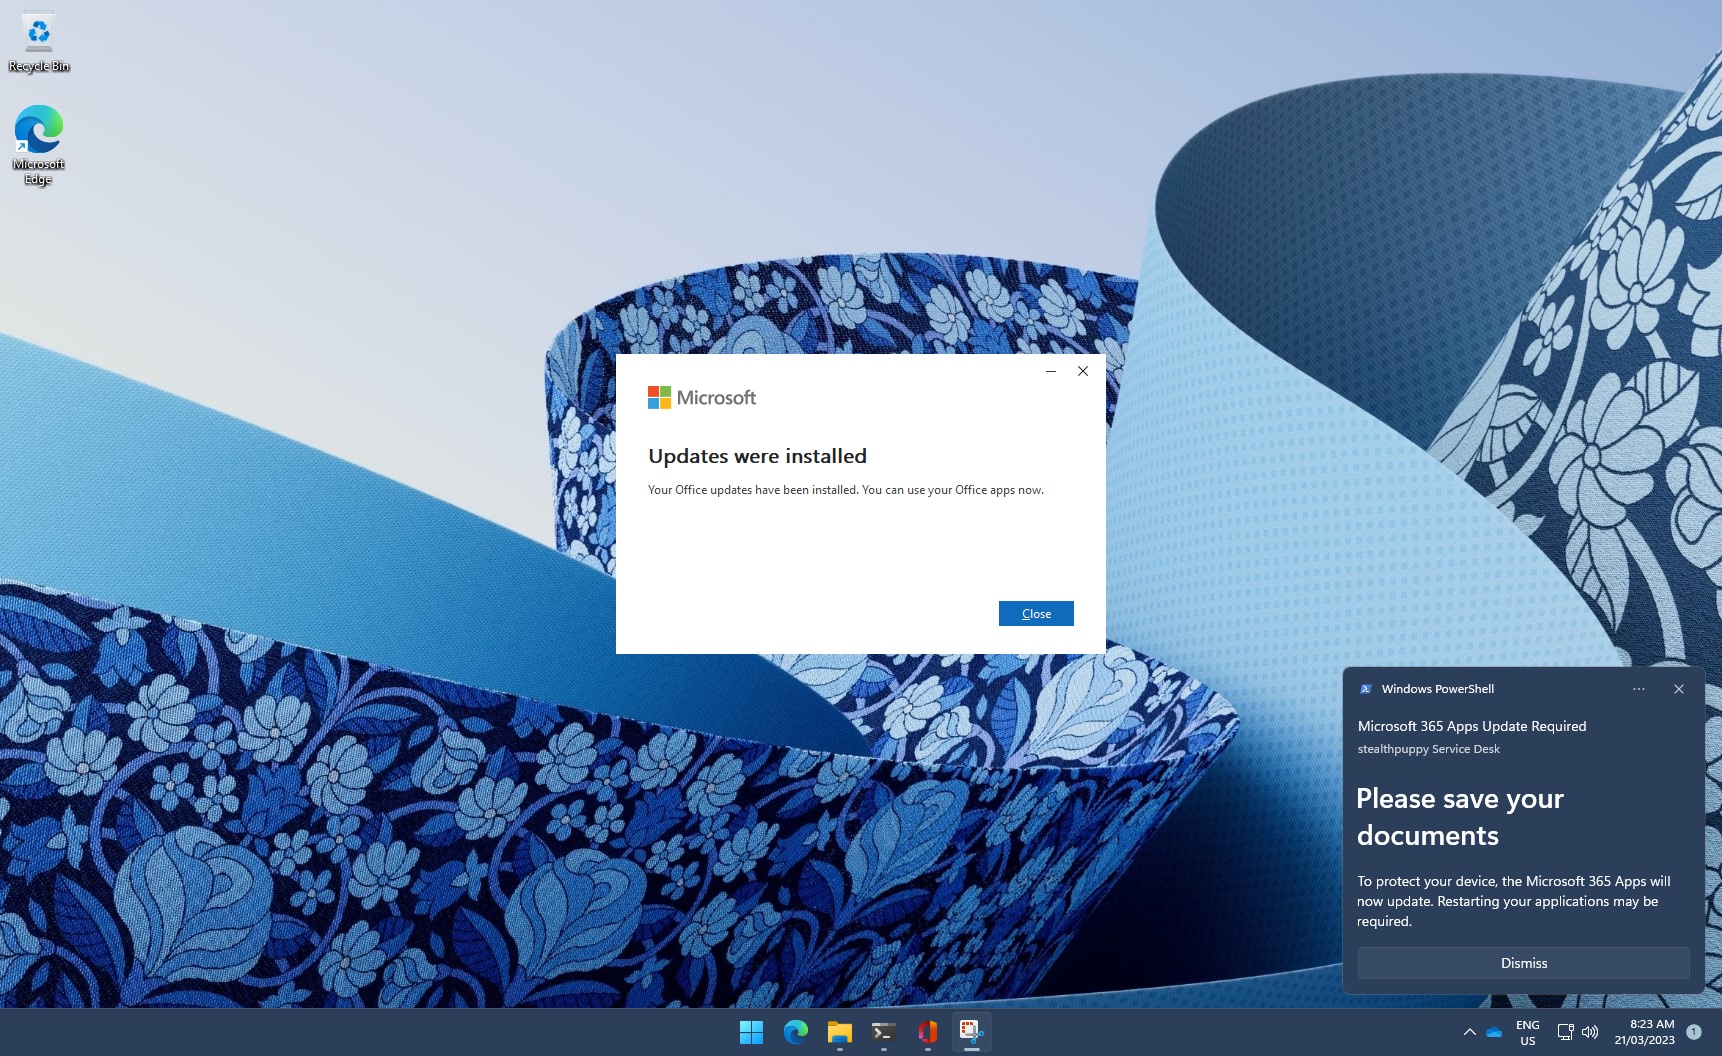 Recycle Bin
Microsoft
Edge
Microsoft
Updates were installed
Your Office updates have been installed. You can use your Office apps now.
Close
Windows PowerShell
Microsoft 365 Apps Update Required
stealthpuppy Service Desk
Please save your
documents
To protect your device, the Microsoft 365 Apps will
now update. Restarting your applications may be
required.
Dismiss
ENG
US
8:23 AM
21/03/2023
1